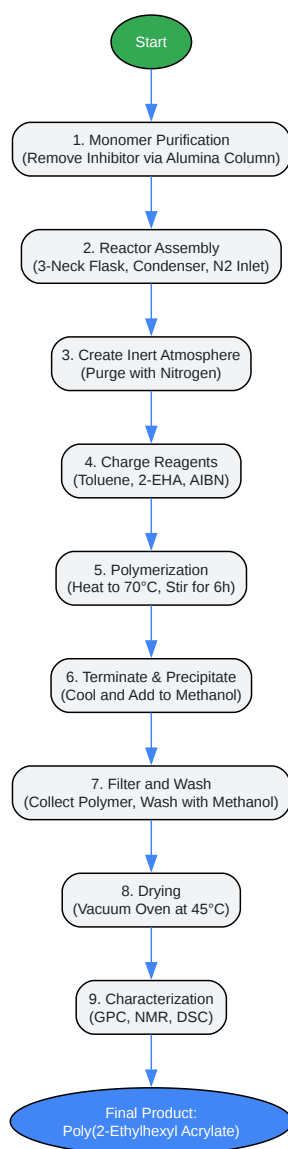 Start
1. Monomer Purification
(Remove Inhibitor via Alumina Column)
2. Reactor Assembly
(3-Neck Flask, Condenser, N2 Inlet)
3. Create Inert Atmosphere
(Purge with Nitrogen)
4. Charge Reagents
(Toluene, 2-EHA, AIBN)
5. Polymerization
(Heat to 70°C, Stir for 6h)
6. Terminate & Precipitate
(Cool and Add to Methanol)
7. Filter and Wash
(Collect Polymer, Wash with Methanol)
8. Drying
(Vacuum Oven at 45°C)
9. Characterization
(GPC, NMR, DSC)
Final Product:
Poly(2-Ethylhexyl Acrylate)